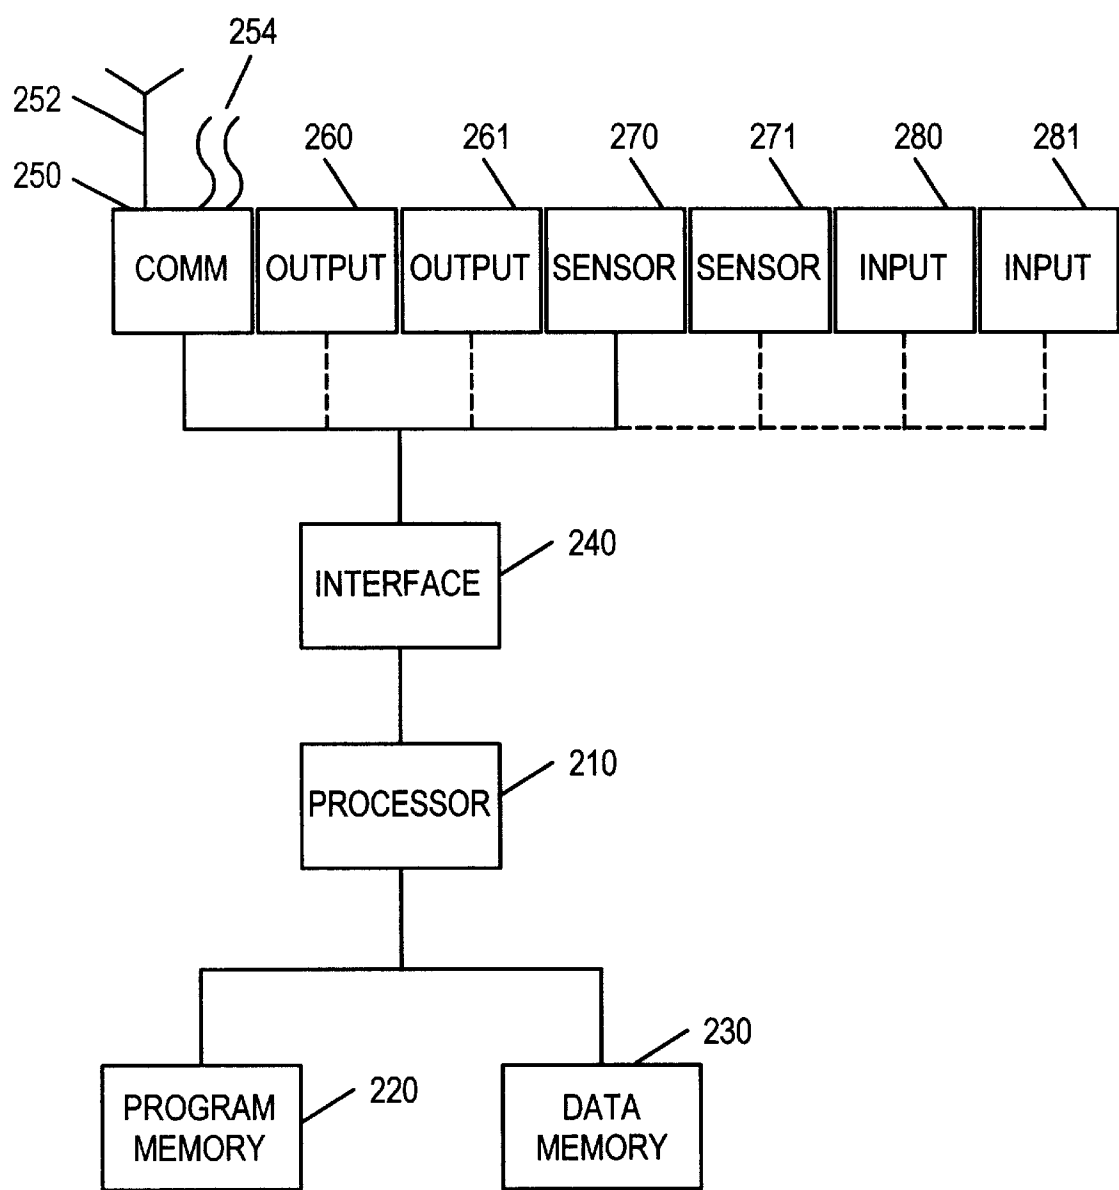 254
252
260
261
270
271
280
281
250
COMM
OUTPUT
OUTPUT
SENSOR
SENSOR
INPUT
INPUT
240
INTERFACE
210
PROCESSOR
230
220
PROGRAM
MEMORY
DATA
MEMORY